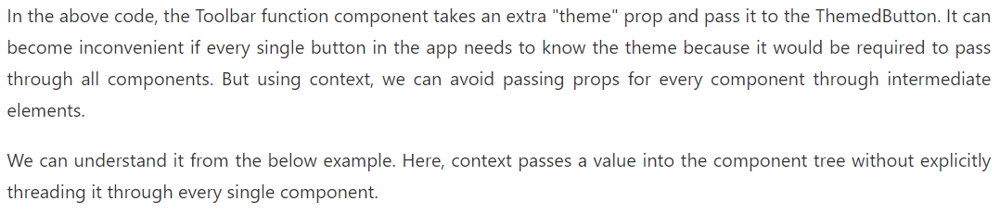 In the above code, the Toolbar function component takes an extra "theme" prop and pass it to the ThemedButton. It can
become inconvenient if every single button in the app needs to know the theme because it would be required to pass
through all components. But using context, we can avoid passing props for every component through intermediate
elements.
We can understand it from the below example. Here, context passes a value into the component tree without explicitly
threading it through every single component.